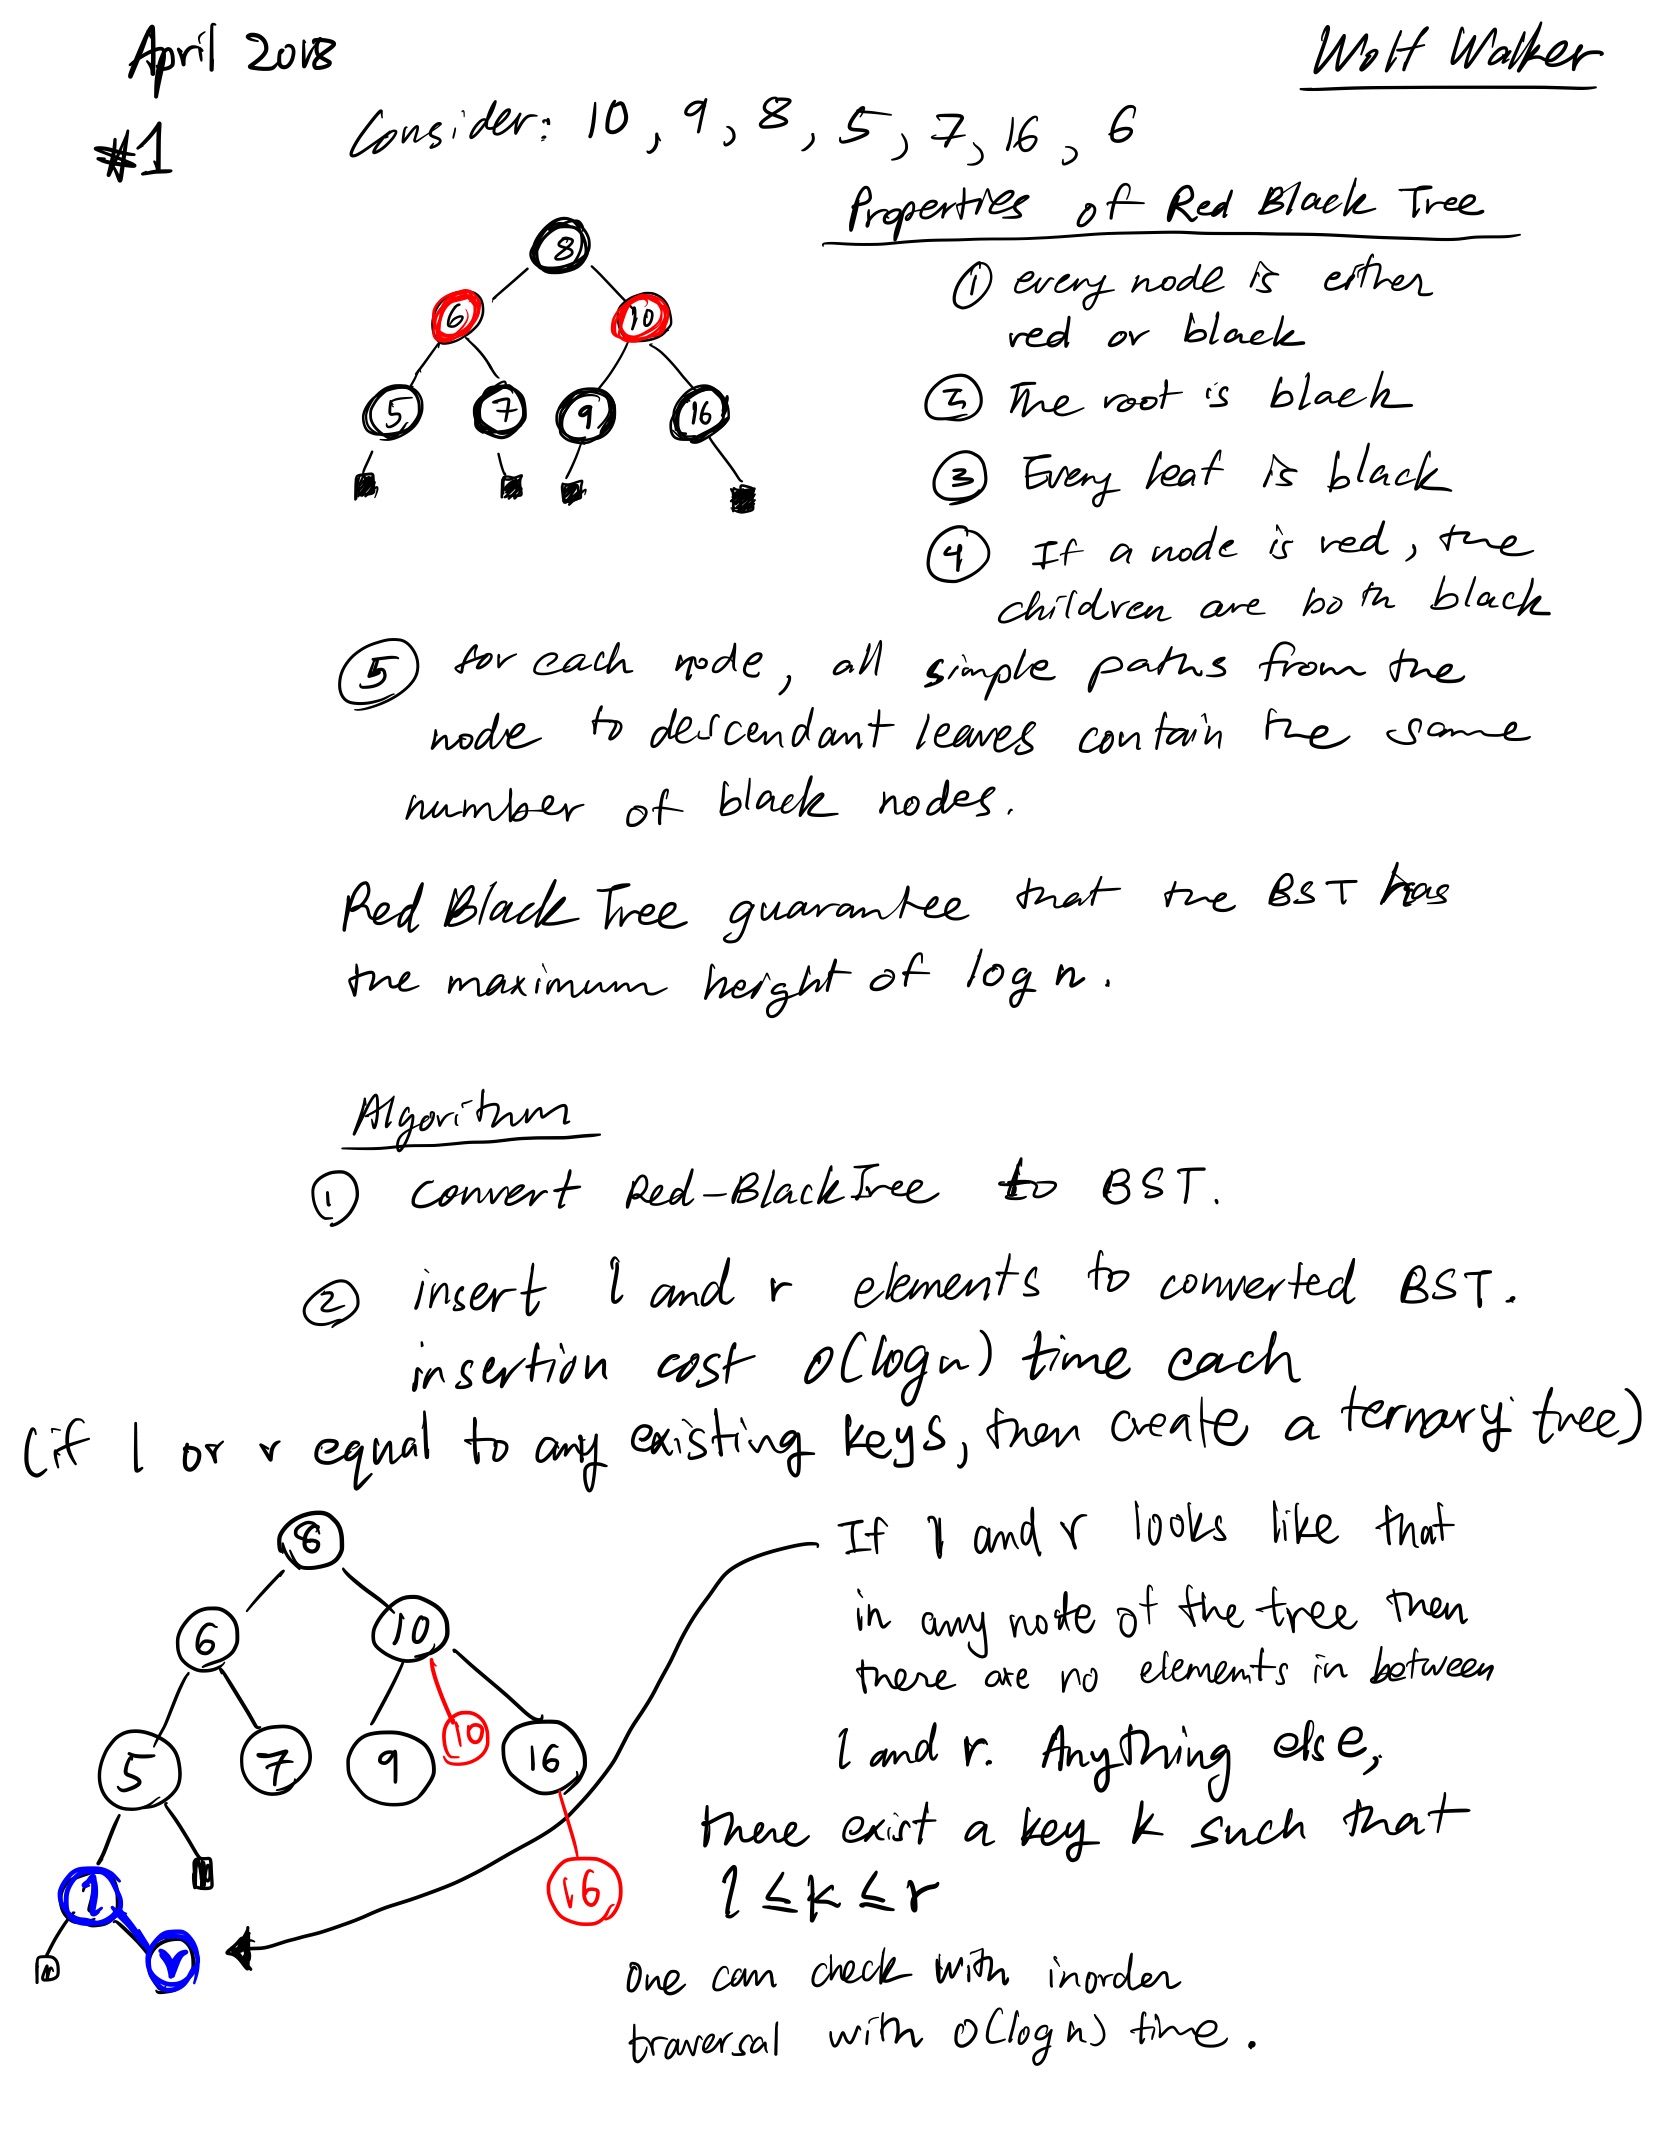 April 2018
Wolf Walker
#1
Consider: 10, 9, 8, 5, 7, 16, 6
Properties of Red Black Tree
8
6 10
5 7 9 16
① every node is either
red or black
② The root is black
③ Every leaf is black
④ If a node is red, the
children are both black
⑤ for each node, all simple paths from the
node to descendant leaves contain the same
number of black nodes.
Red Black Tree guarantee that the BST has
the maximum height of log n.
Algorithm
① convert Red-Black Tree to BST.
② insert l and r elements to converted BST.
insertion cost O(log n) time each
(if l or r equal to any existing keys, then create a ternary tree)
8
6 10
5 7 9 10 16
l 16
r
If l and r looks like that
in any node of the tree then
there are no elements in between
l and r. Anything else,
there exist a key k such that
l ≤ k ≤ r
One can check with inorder
traversal with O(log n) time.